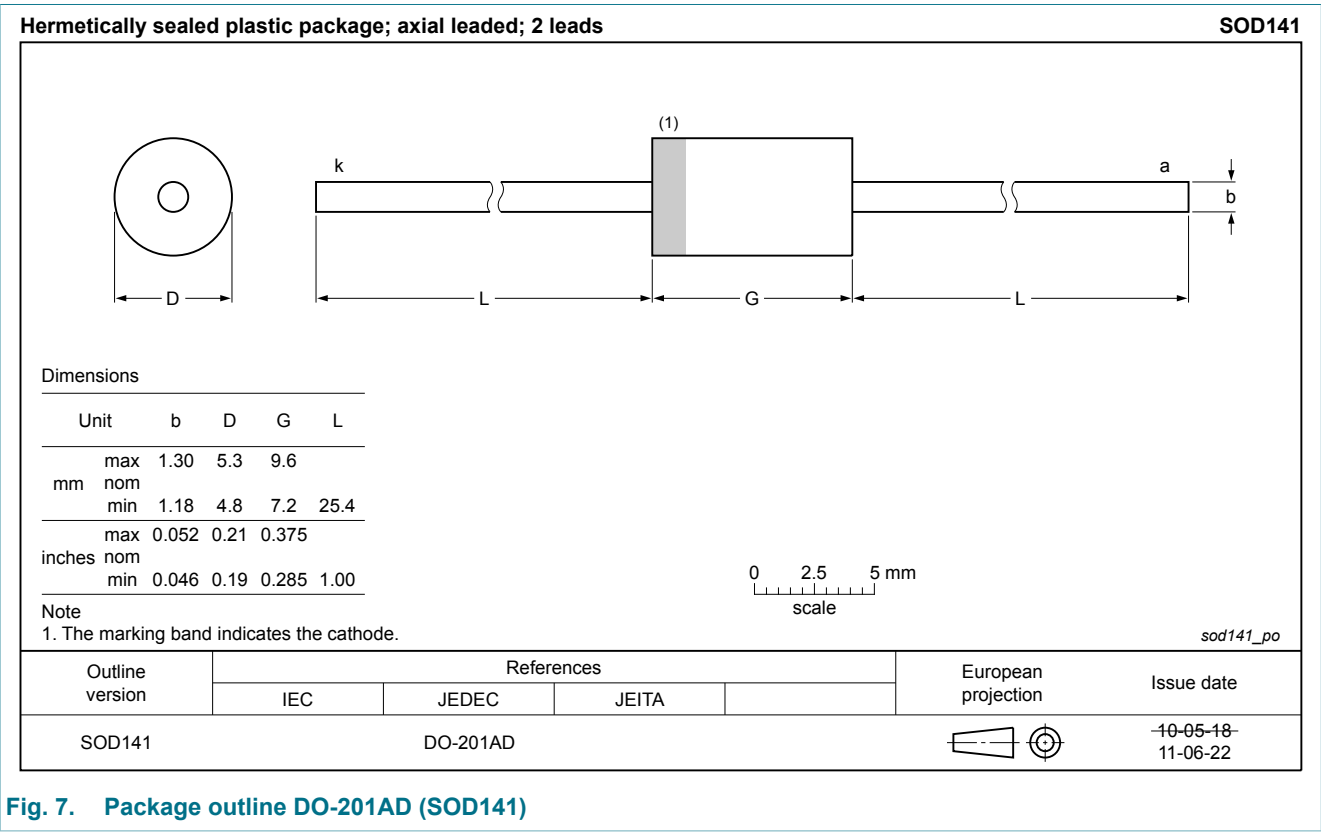 Hermetically sealed plastic package; axial leaded; 2 leads SOD141
(1)
k a
b
D L G L
Dimensions
Unit b D G L
max 1.30 5.3 9.6
mm nom
min 1.18 4.8 7.2 25.4
max 0.052 0.21 0.375
inches nom
min 0.046 0.19 0.285 1.00
0 2.5 5 mm
scale
Note
1. The marking band indicates the cathode.
sod141_po
Outline version References European projection Issue date
IEC JEDEC JEITA
SOD141 DO-201AD 10-05-18
11-06-22
Fig. 7. Package outline DO-201AD (SOD141)